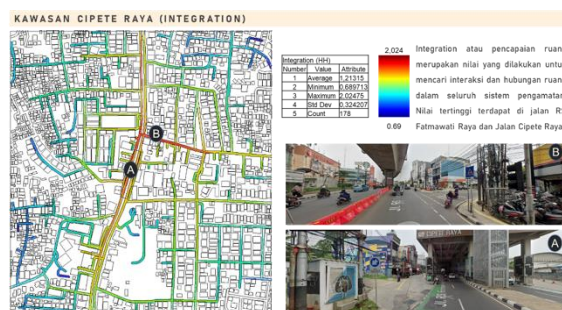 KAWASAN CIPETE RAYA (INTEGRATION)
Integration (HH)
Number Value Attribute
1 Average 1,21315
2 Minimum 0,689713
3 Maximum 2,02475
4 Std Dev 0,324207
5 Count 178
2,024
0.69
Integration atau pencapaian ruan
merupakan nilai yang dilakukan untu
mencari interaksi dan hubungan ruan
dalam seluruh sistem pengamatan
Nilai tertinggi terdapat di jalan R
Fatmawati Raya dan Jalan Cipete Raya
B
A
B
A